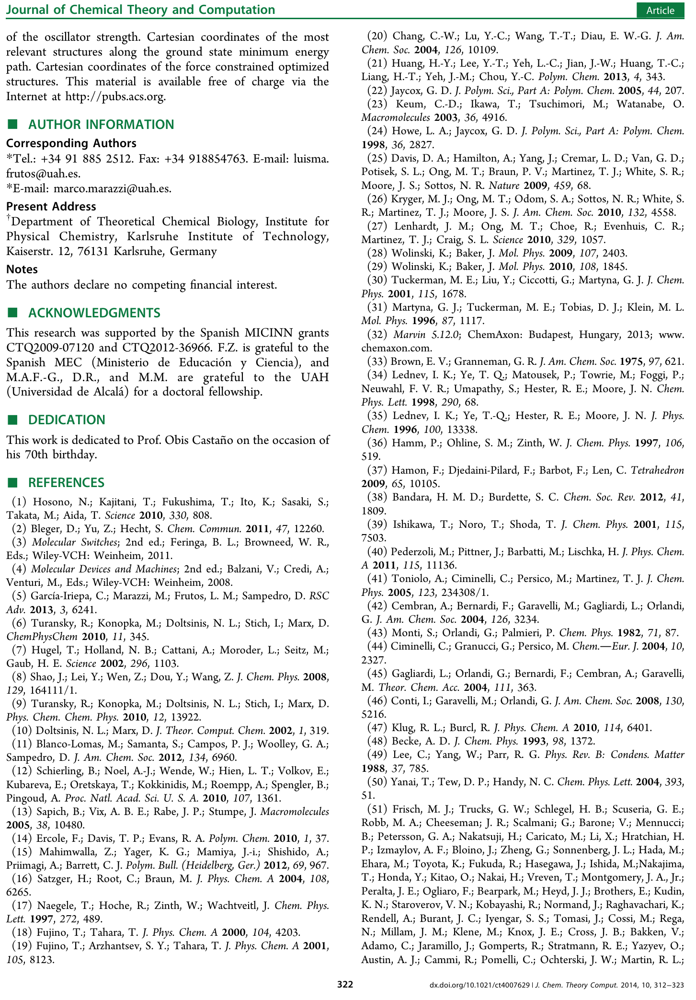 Journal of Chemical Theory and Computation
Article
of the oscillator strength. Cartesian coordinates of the most
relevant structures along the ground state minimum energy
path. Cartesian coordinates of the force constrained optimized
structures. This material is available free of charge via the
Internet at http://pubs.acs.org.
■ AUTHOR INFORMATION
Corresponding Authors
*Tel.: +34 91 885 2512. Fax: +34 918854763. E-mail: luisma.
frutos@uah.es.
*E-mail: marco.marazzi@uah.es.
Present Address
†Department of Theoretical Chemical Biology, Institute for
Physical Chemistry, Karlsruhe Institute of Technology,
Kaiserstr. 12, 76131 Karlsruhe, Germany
Notes
The authors declare no competing financial interest.
■ ACKNOWLEDGMENTS
This research was supported by the Spanish MICINN grants
CTQ2009-07120 and CTQ2012-36966. F.Z. is grateful to the
Spanish MEC (Ministerio de Educación y Ciencia), and
M.A.F.-G., D.R., and M.M. are grateful to the UAH
(Universidad de Alcalá) for a doctoral fellowship.
■ DEDICATION
This work is dedicated to Prof. Obis Castaño on the occasion of
his 70th birthday.
■ REFERENCES
(1) Hosono, N.; Kajitani, T.; Fukushima, T.; Ito, K.; Sasaki, S.;
Takata, M.; Aida, T. Science 2010, 330, 808.
(2) Bleger, D.; Yu, Z.; Hecht, S. Chem. Commun. 2011, 47, 12260.
(3) Molecular Switches; 2nd ed.; Feringa, B. L.; Browneed, W. R.,
Eds.; Wiley-VCH: Weinheim, 2011.
(4) Molecular Devices and Machines; 2nd ed.; Balzani, V.; Credi, A.;
Venturi, M., Eds.; Wiley-VCH: Weinheim, 2008.
(5) García-Iriepa, C.; Marazzi, M.; Frutos, L. M.; Sampedro, D. RSC
Adv. 2013, 3, 6241.
(6) Turansky, R.; Konopka, M.; Doltsinis, N. L.; Stich, I.; Marx, D.
ChemPhysChem 2010, 11, 345.
(7) Hugel, T.; Holland, N. B.; Cattani, A.; Moroder, L.; Seitz, M.;
Gaub, H. E. Science 2002, 296, 1103.
(8) Shao, J.; Lei, Y.; Wen, Z.; Dou, Y.; Wang, Z. J. Chem. Phys. 2008,
129, 164111/1.
(9) Turansky, R.; Konopka, M.; Doltsinis, N. L.; Stich, I.; Marx, D.
Phys. Chem. Chem. Phys. 2010, 12, 13922.
(10) Doltsinis, N. L.; Marx, D. J. Theor. Comput. Chem. 2002, 1, 319.
(11) Blanco-Lomas, M.; Samanta, S.; Campos, P. J.; Woolley, G. A.;
Sampedro, D. J. Am. Chem. Soc. 2012, 134, 6960.
(12) Schierling, B.; Noel, A.-J.; Wende, W.; Hien, L. T.; Volkov, E.;
Kubareva, E.; Oretskaya, T.; Kokkinidis, M.; Roempp, A.; Spengler, B.;
Pingoud, A. Proc. Natl. Acad. Sci. U. S. A. 2010, 107, 1361.
(13) Sapich, B.; Vix, A. B. E.; Rabe, J. P.; Stumpe, J. Macromolecules
2005, 38, 10480.
(14) Ercole, F.; Davis, T. P.; Evans, R. A. Polym. Chem. 2010, 1, 37.
(15) Mahimwalla, Z.; Yager, K. G.; Mamiya, J.-i.; Shishido, A.;
Priimagi, A.; Barrett, C. J. Polym. Bull. (Heidelberg, Ger.) 2012, 69, 967.
(16) Satzger, H.; Root, C.; Braun, M. J. Phys. Chem. A 2004, 108,
6265.
(17) Naegele, T.; Hoche, R.; Zinth, W.; Wachtveitl, J. Chem. Phys.
Lett. 1997, 272, 489.
(18) Fujino, T.; Tahara, T. J. Phys. Chem. A 2000, 104, 4203.
(19) Fujino, T.; Arzhantsev, S. Y.; Tahara, T. J. Phys. Chem. A 2001,
105, 8123.
(20) Chang, C.-W.; Lu, Y.-C.; Wang, T.-T.; Diau, E. W.-G. J. Am.
Chem. Soc. 2004, 126, 10109.
(21) Huang, H.-Y.; Lee, Y.-T.; Yeh, L.-C.; Jian, J.-W.; Huang, T.-C.;
Liang, H.-T.; Yeh, J.-M.; Chou, Y.-C. Polym. Chem. 2013, 4, 343.
(22) Jaycox, G. D. J. Polym. Sci., Part A: Polym. Chem. 2005, 44, 207.
(23) Keum, C.-D.; Ikawa, T.; Tsuchimori, M.; Watanabe, O.
Macromolecules 2003, 36, 4916.
(24) Howe, L. A.; Jaycox, G. D. J. Polym. Sci., Part A: Polym. Chem.
1998, 36, 2827.
(25) Davis, D. A.; Hamilton, A.; Yang, J.; Cremar, L. D.; Van, G. D.;
Potisek, S. L.; Ong, M. T.; Braun, P. V.; Martinez, T. J.; White, S. R.;
Moore, J. S.; Sottos, N. R. Nature 2009, 459, 68.
(26) Kryger, M. J.; Ong, M. T.; Odom, S. A.; Sottos, N. R.; White, S.
R.; Martinez, T. J.; Moore, J. S. J. Am. Chem. Soc. 2010, 132, 4558.
(27) Lenhardt, J. M.; Ong, M. T.; Choe, R.; Evenhuis, C. R.;
Martinez, T. J.; Craig, S. L. Science 2010, 329, 1057.
(28) Wolinski, K.; Baker, J. Mol. Phys. 2009, 107, 2403.
(29) Wolinski, K.; Baker, J. Mol. Phys. 2010, 108, 1845.
(30) Tuckerman, M. E.; Liu, Y.; Ciccotti, G.; Martyna, G. J. J. Chem.
Phys. 2001, 115, 1678.
(31) Martyna, G. J.; Tuckerman, M. E.; Tobias, D. J.; Klein, M. L.
Mol. Phys. 1996, 87, 1117.
(32) Marvin 5.12.0; ChemAxon: Budapest, Hungary, 2013; www.
chemaxon.com.
(33) Brown, E. V.; Granneman, G. R. J. Am. Chem. Soc. 1975, 97, 621.
(34) Lednev, I. K.; Ye, T. Q.; Matousek, P.; Towrie, M.; Foggi, P.;
Neuwahl, F. V. R.; Umapathy, S.; Hester, R. E.; Moore, J. N. Chem.
Phys. Lett. 1998, 290, 68.
(35) Lednev, I. K.; Ye, T.-Q.; Hester, R. E.; Moore, J. N. J. Phys.
Chem. 1996, 100, 13338.
(36) Hamm, P.; Ohline, S. M.; Zinth, W. J. Chem. Phys. 1997, 106,
519.
(37) Hamon, F.; Djedaini-Pilard, F.; Barbot, F.; Len, C. Tetrahedron
2009, 65, 10105.
(38) Bandara, H. M. D.; Burdette, S. C. Chem. Soc. Rev. 2012, 41,
1809.
(39) Ishikawa, T.; Noro, T.; Shoda, T. J. Chem. Phys. 2001, 115,
7503.
(40) Pederzoli, M.; Pittner, J.; Barbatti, M.; Lischka, H. J. Phys. Chem.
A 2011, 115, 11136.
(41) Toniolo, A.; Ciminelli, C.; Persico, M.; Martinez, T. J. J. Chem.
Phys. 2005, 123, 234308/1.
(42) Cembran, A.; Bernardi, F.; Garavelli, M.; Gagliardi, L.; Orlandi,
G. J. Am. Chem. Soc. 2004, 126, 3234.
(43) Monti, S.; Orlandi, G.; Palmieri, P. Chem. Phys. 1982, 71, 87.
(44) Ciminelli, C.; Granucci, G.; Persico, M. Chem.—Eur. J. 2004, 10,
2327.
(45) Gagliardi, L.; Orlandi, G.; Bernardi, F.; Cembran, A.; Garavelli,
M. Theor. Chem. Acc. 2004, 111, 363.
(46) Conti, I.; Garavelli, M.; Orlandi, G. J. Am. Chem. Soc. 2008, 130,
5216.
(47) Klug, R. L.; Burcl, R. J. Phys. Chem. A 2010, 114, 6401.
(48) Becke, A. D. J. Chem. Phys. 1993, 98, 1372.
(49) Lee, C.; Yang, W.; Parr, R. G. Phys. Rev. B: Condens. Matter
1988, 37, 785.
(50) Yanai, T.; Tew, D. P.; Handy, N. C. Chem. Phys. Lett. 2004, 393,
51.
(51) Frisch, M. J.; Trucks, G. W.; Schlegel, H. B.; Scuseria, G. E.;
Robb, M. A.; Cheeseman; J. R.; Scalmani; G.; Barone; V.; Mennucci;
B.; Petersson, G. A.; Nakatsuji, H.; Caricato, M.; Li, X.; Hratchian, H.
P.; Izmaylov, A. F.; Bloino, J.; Zheng, G.; Sonnenberg, J. L.; Hada, M.;
Ehara, M.; Toyota, K.; Fukuda, R.; Hasegawa, J.; Ishida, M.;Nakajima,
T.; Honda, Y.; Kitao, O.; Nakai, H.; Vreven, T.; Montgomery, J. A., Jr.;
Peralta, J. E.; Ogliaro, F.; Bearpark, M.; Heyd, J. J.; Brothers, E.; Kudin,
K. N.; Staroverov, V. N.; Kobayashi, R.; Normand, J.; Raghavachari, K.;
Rendell, A.; Burant, J. C.; Iyengar, S. S.; Tomasi, J.; Cossi, M.; Rega,
N.; Millam, J. M.; Klene, M.; Knox, J. E.; Cross, J. B.; Bakken, V.;
Adamo, C.; Jaramillo, J.; Gomperts, R.; Stratmann, R. E.; Yazyev, O.;
Austin, A. J.; Cammi, R.; Pomelli, C.; Ochterski, J. W.; Martin, R. L.;
322
dx.doi.org/10.1021/ct4007629 | J. Chem. Theory Comput. 2014, 10, 312−323